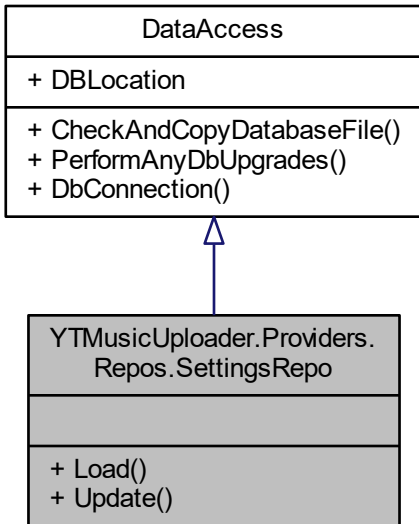 DataAccess
+ DBLocation
+ CheckAndCopyDatabaseFile()
+ PerformAnyDbUpgrades()
+ DbConnection()
YTMusicUploader.Providers.
Repos.SettingsRepo
+ Load()
+ Update()